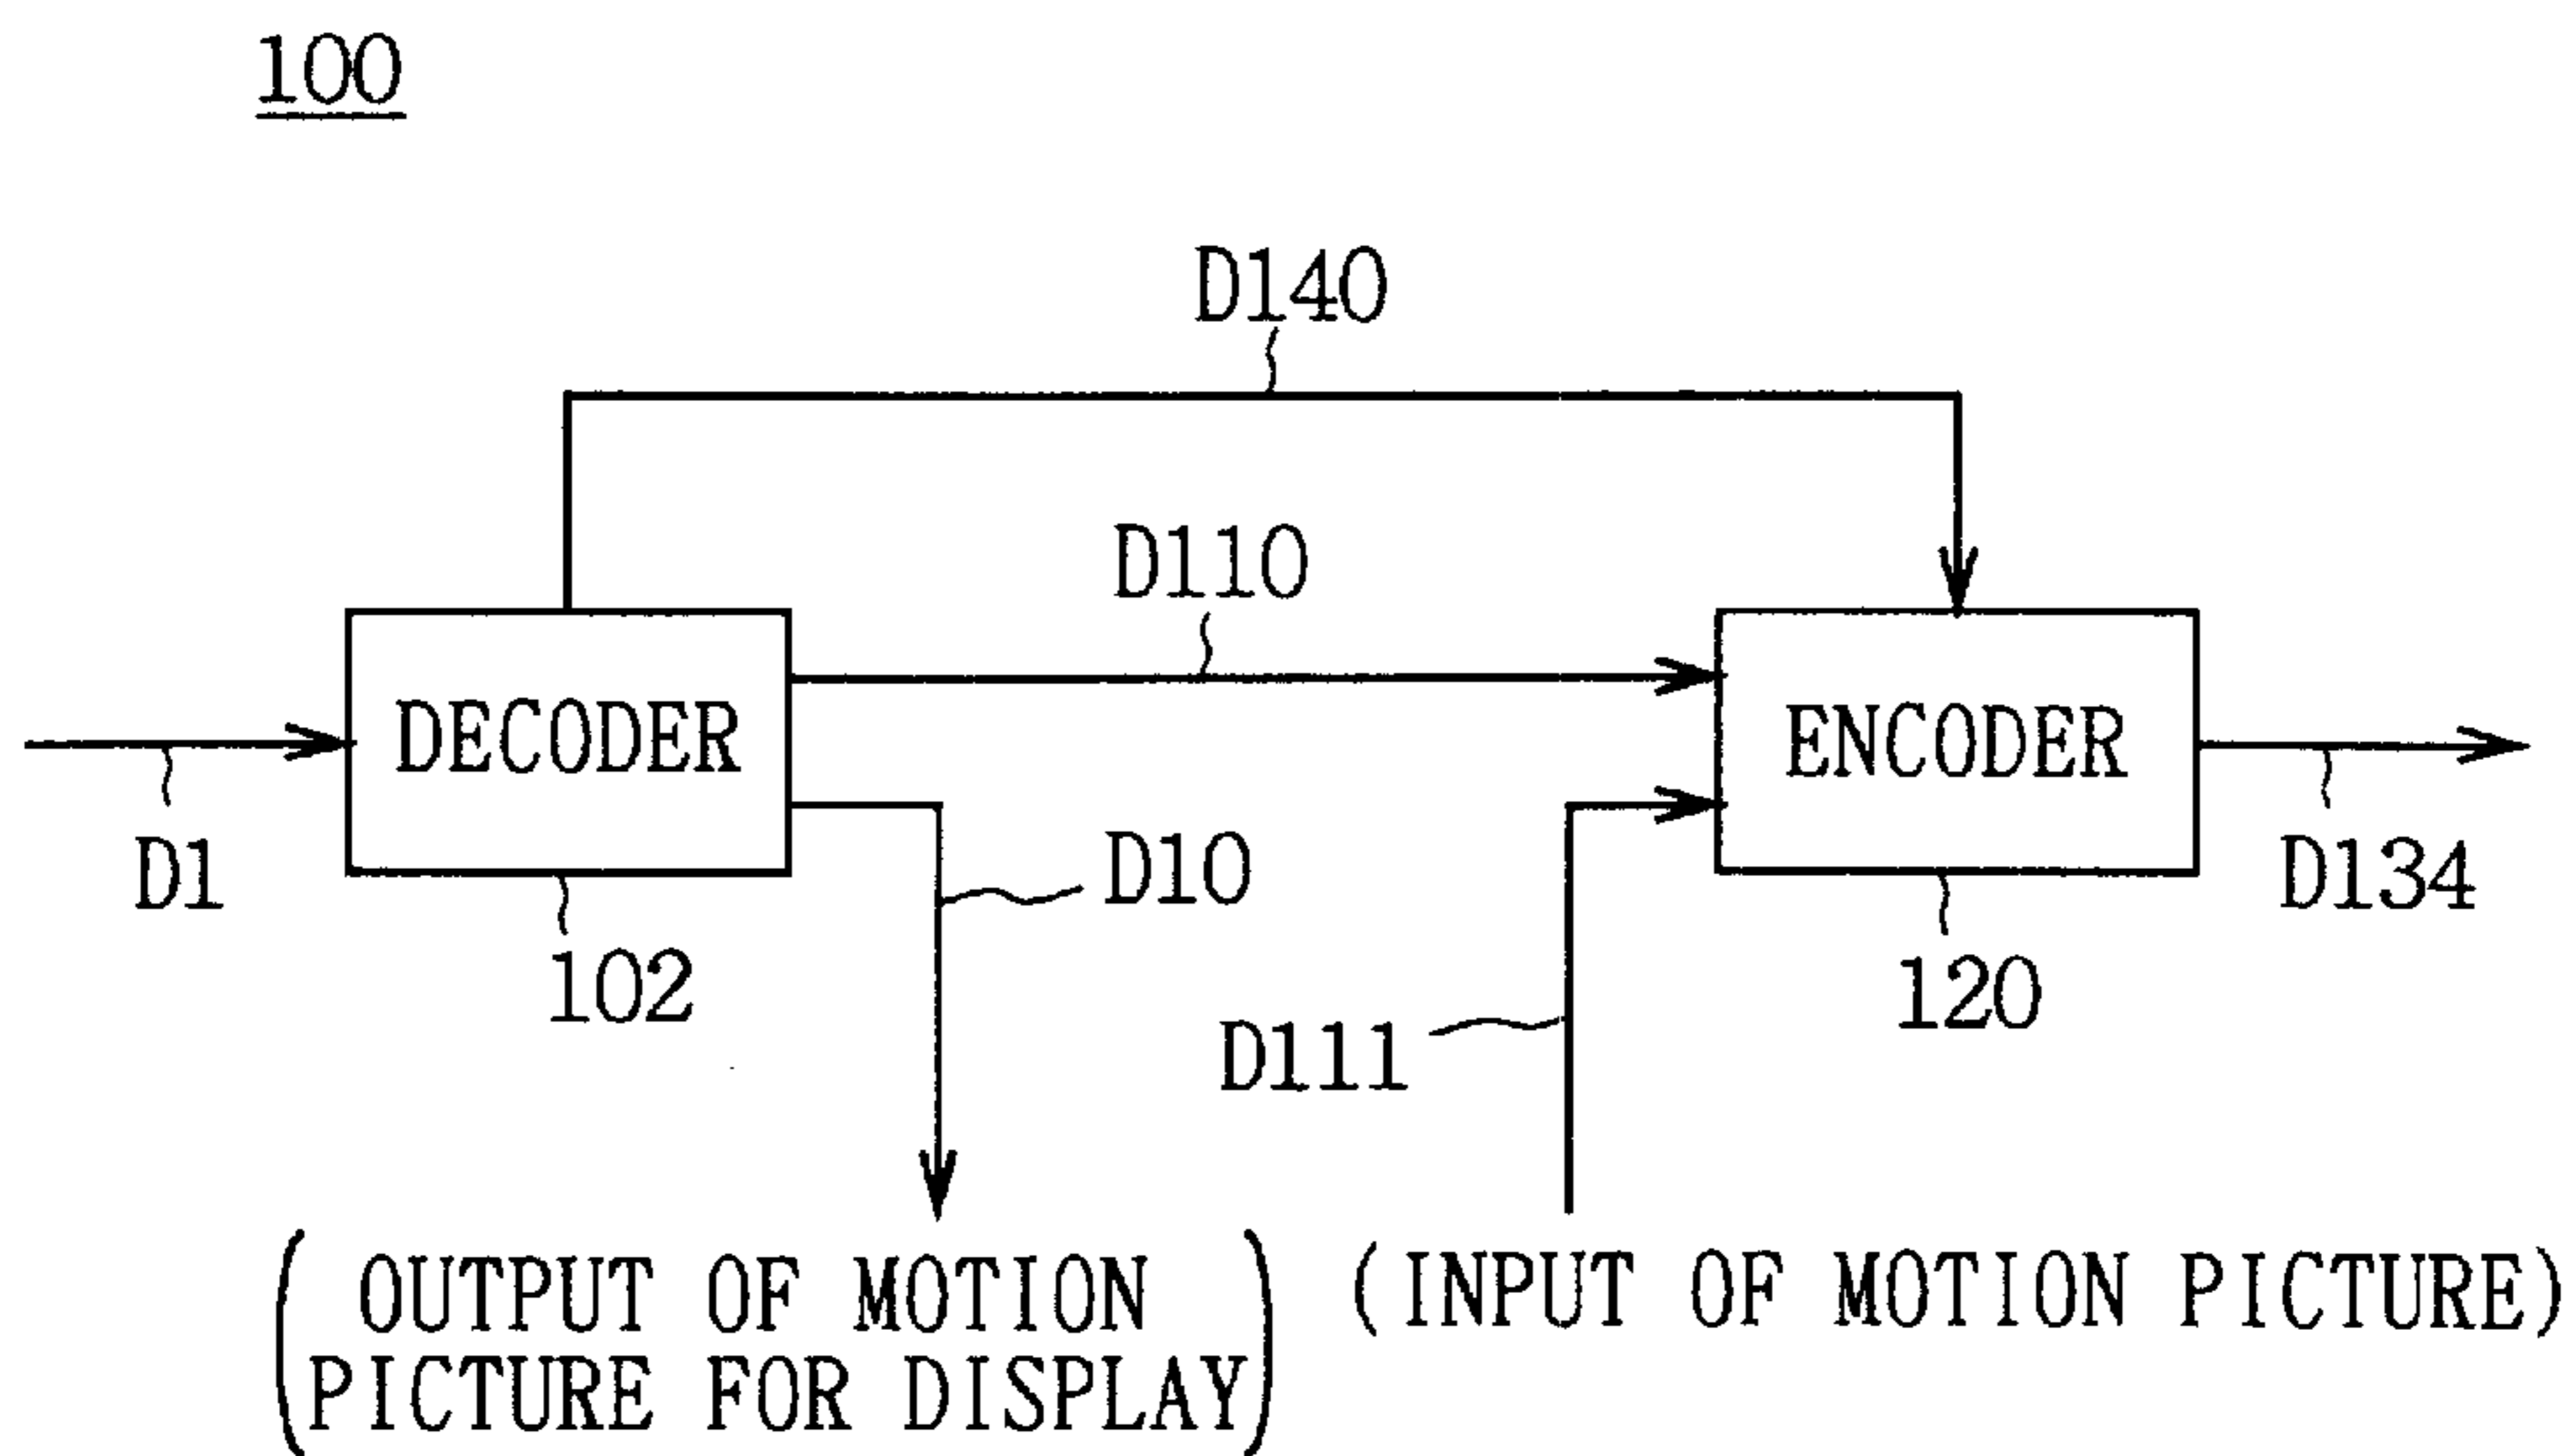 100
D140
D110
DECODER
ENCODER
D1
D10
D134
102
120
D111
(OUTPUT OF MOTION
PICTURE FOR DISPLAY)
(INPUT OF MOTION PICTURE)